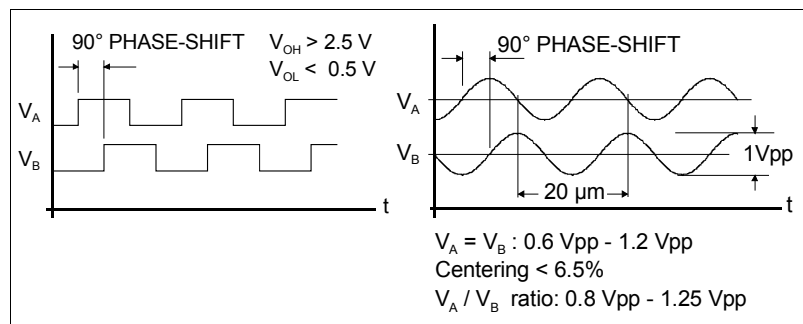 90° PHASE-SHIFT
V_OH > 2.5 V
V_OL < 0.5 V
V_A
V_B
t
90° PHASE-SHIFT
V_A
V_B
1Vpp
20 µm
t
V_A = V_B : 0.6 Vpp - 1.2 Vpp
Centering < 6.5%
V_A / V_B ratio: 0.8 Vpp - 1.25 Vpp